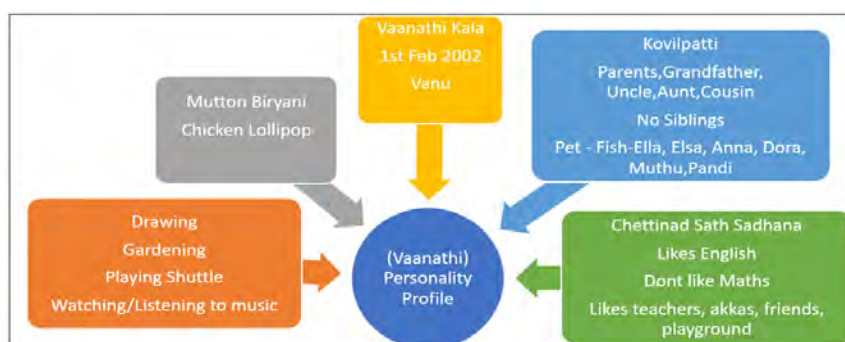 Vaanathi Kala
1st Feb 2002
Vanu
Mutton Biryani
Chicken Lollipop
Kovilpatti
Parents,Grandfather,
Uncle,Aunt,Cousin
No Siblings
Pet - Fish-Ella, Elsa, Anna, Dora,
Muthu,Pandi
Drawing
Gardening
Playing Shuttle
Watching/Listening to music
(Vaanathi)
Personality
Profile
Chettinad Sath Sadhana
Likes English
Dont like Maths
Likes teachers, akkas, friends,
playground